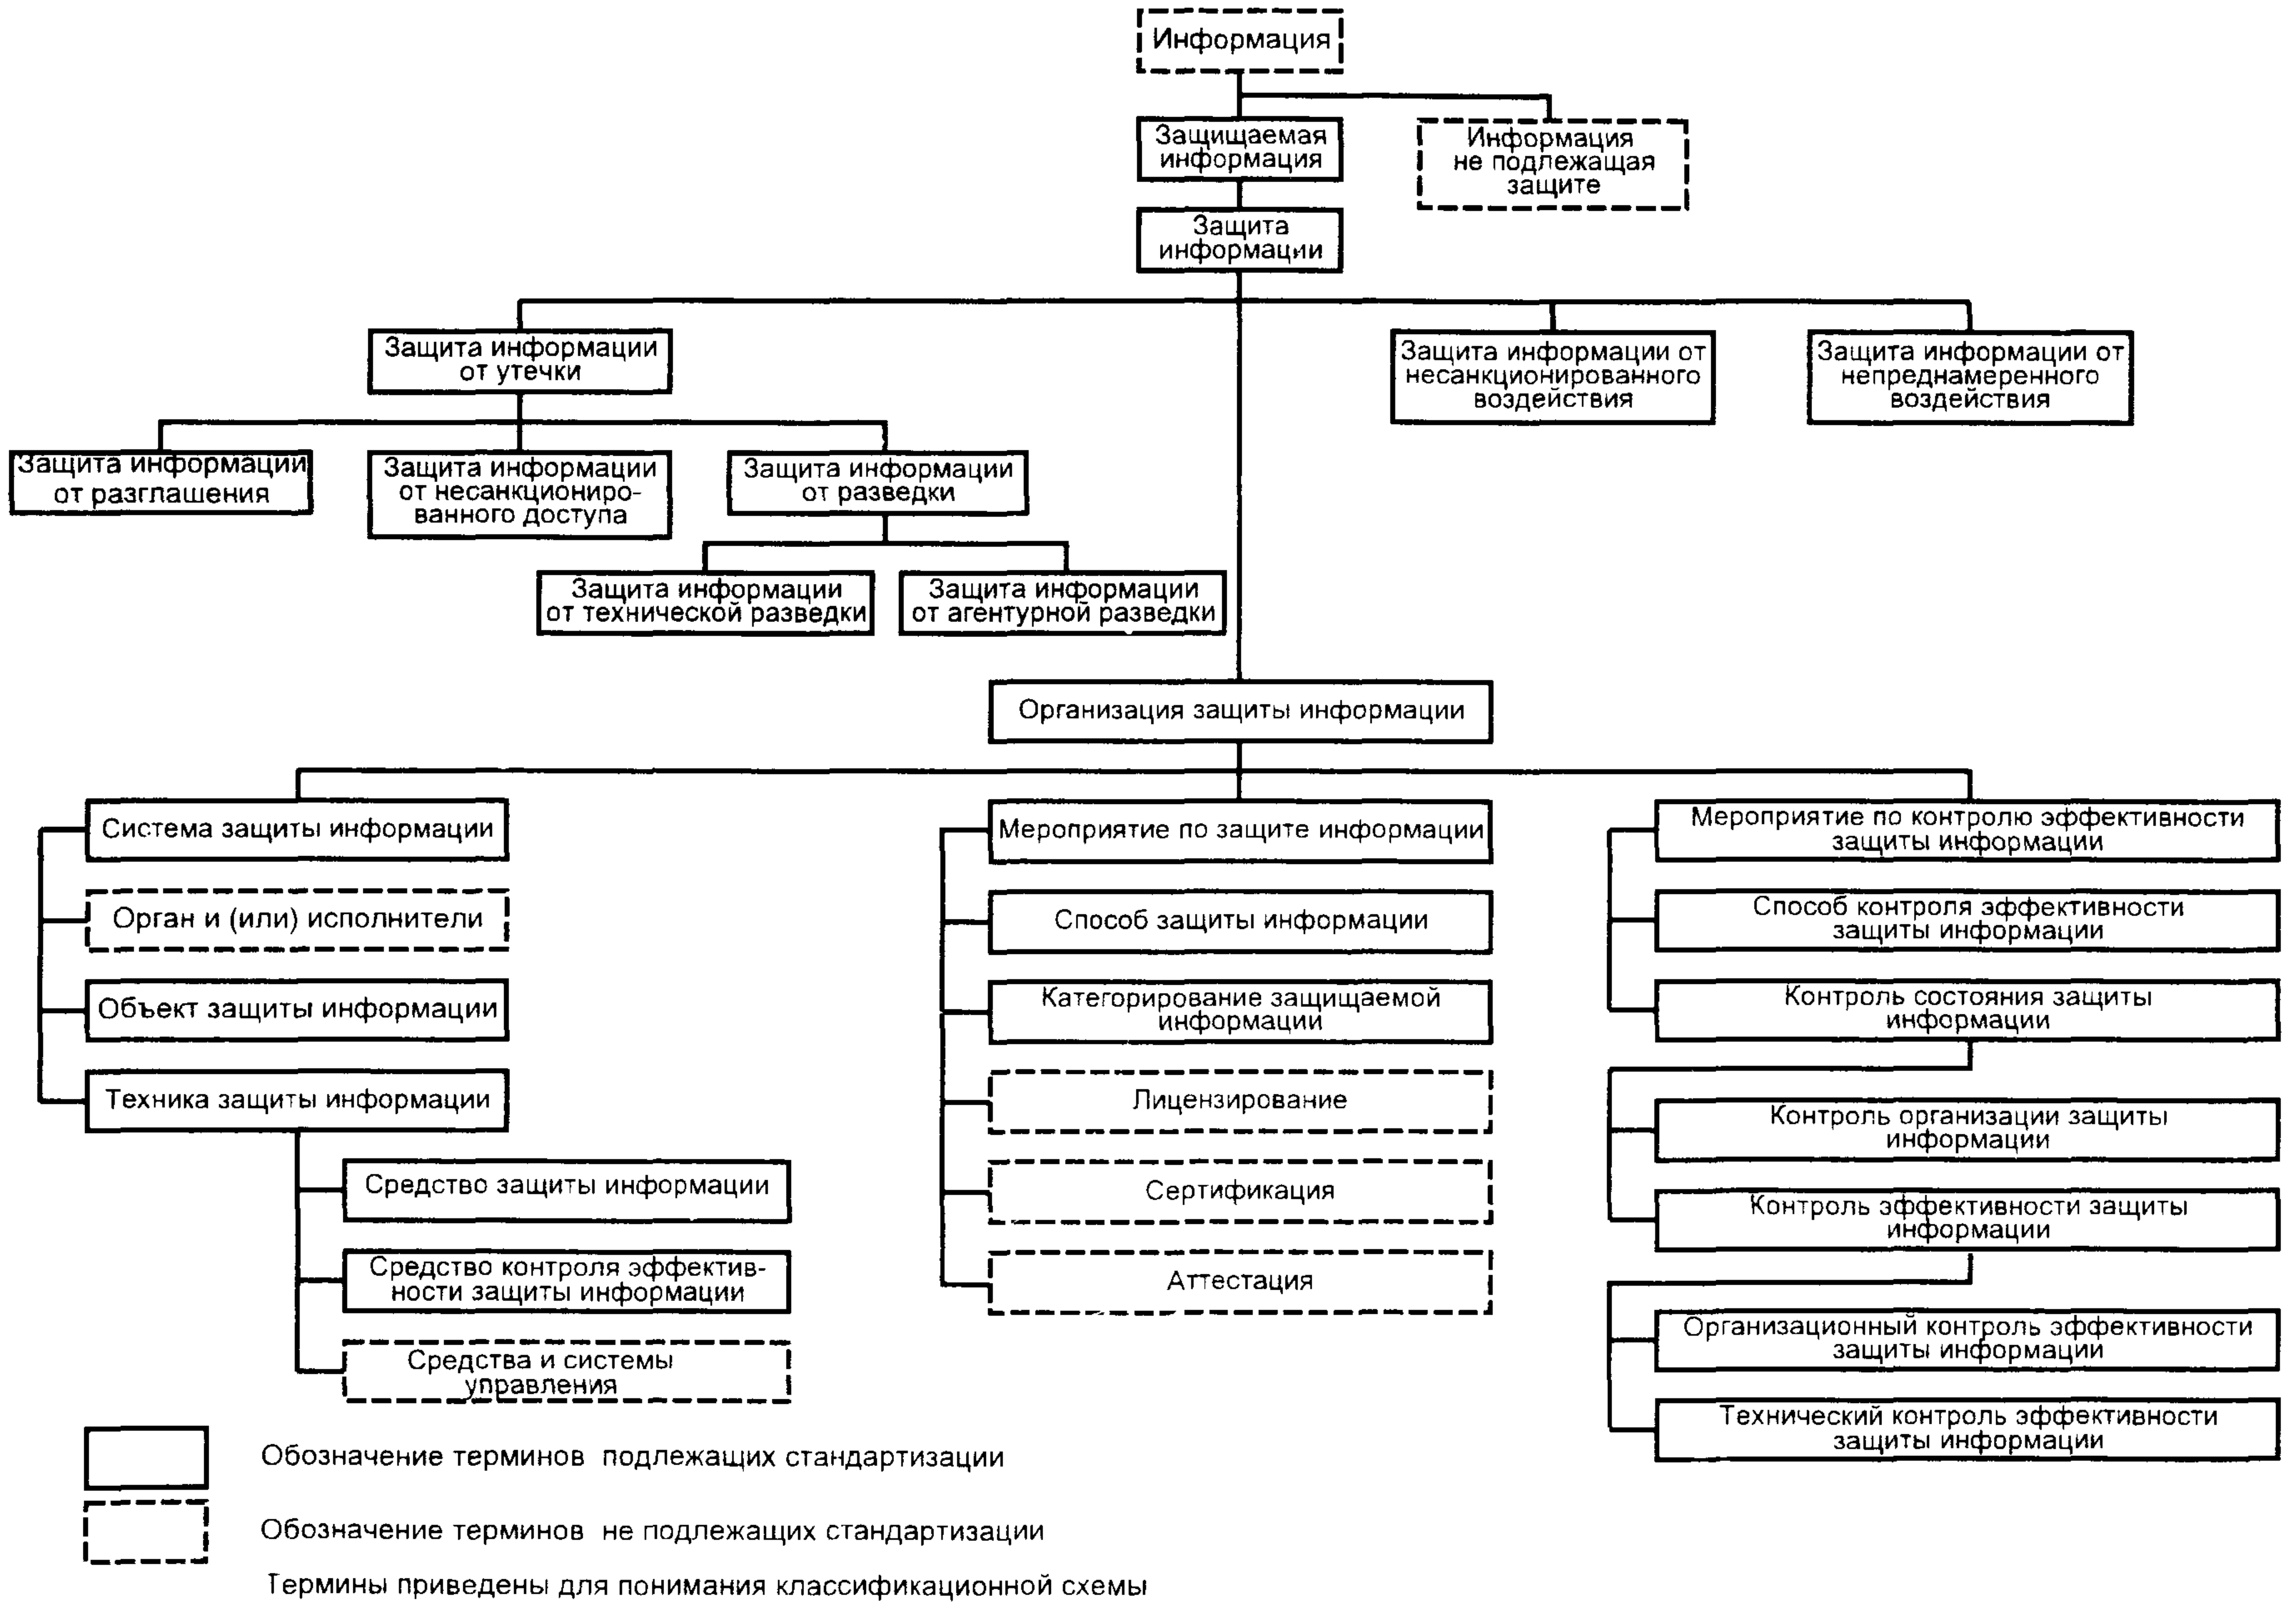 Информация
Защищаемая
информация
Информация
не подлежащая
защите
Защита
информации
Защита информации
от утечки
Защита информации от
несанкционированного
воздействия
Защита информации от
непреднамеренного
воздействия
Защита информации
от разглашения
Защита информации
от несанкциониро-
ванного доступа
Защита информации
от разведки
Защита информации
от технической разведки
Защита информации
от агентурной разведки
Организация защиты информации
Система защиты информации
Орган и (или) исполнители
Объект защиты информации
Техника защиты информации
Средство защиты информации
Средство контроля эффектив-
ности защиты информации
Средства и системы
управления
Мероприятие по защите информации
Способ защиты информации
Категорирование защищаемой
информации
Лицензирование
Сертификация
Аттестация
Мероприятие по контролю эффективности
защиты информации
Способ контроля эффективности
защиты информации
Контроль состояния защиты
информации
Контроль организации защиты
информации
Контроль эффективности защиты
информации
Организационный контроль эффективности
защиты информации
Технический контроль эффективности
защиты информации
Обозначение терминов подлежащих стандартизации
Обозначение терминов не подлежащих стандартизации
Термины приведены для понимания классификационной схемы